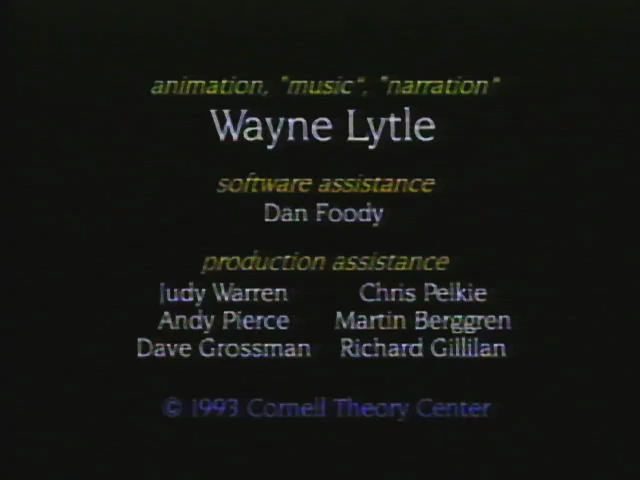 animation, "music", "narration"
Wayne Lytle
software assistance
Dan Foody
production assistance
Judy Warren Chris Pelkie
Andy Pierce Martin Berggren
Dave Grossman Richard Gillilan
© 1993 Cornell Theory Center